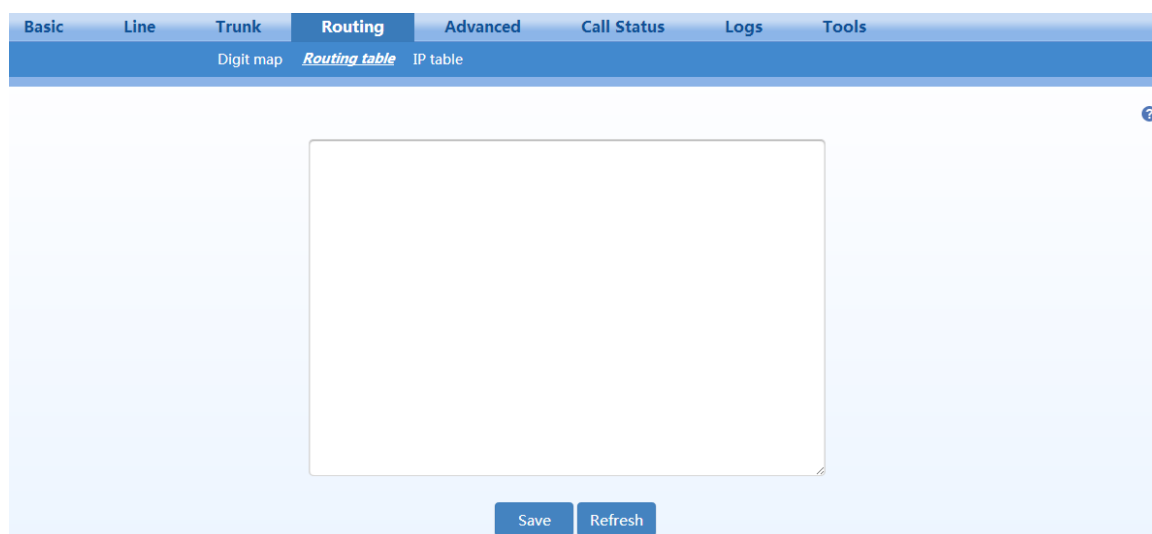 Basic Line Trunk Routing Advanced Call Status Logs Tools
Digit map Routing table IP table
?
Save Refresh